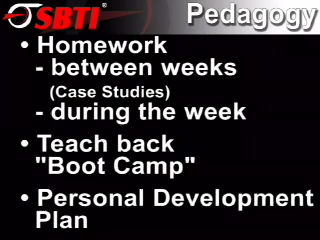 SBTI®
Pedagogy
• Homework
- between weeks
(Case Studies)
- during the week
• Teach back
"Boot Camp"
• Personal Development
Plan